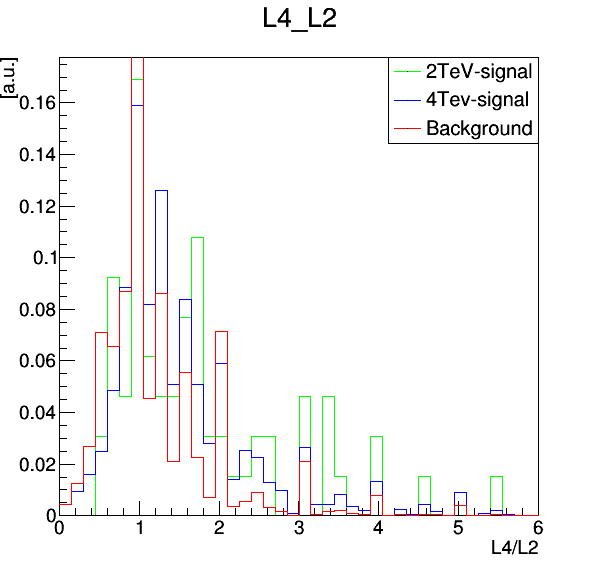 L4_L2
[a.u.]
2TeV-signal
4Tev-signal
Background
0.16
0.14
0.12
0.1
0.08
0.06
0.04
0.02
0
0 1 2 3 4 5 6
L4/L2